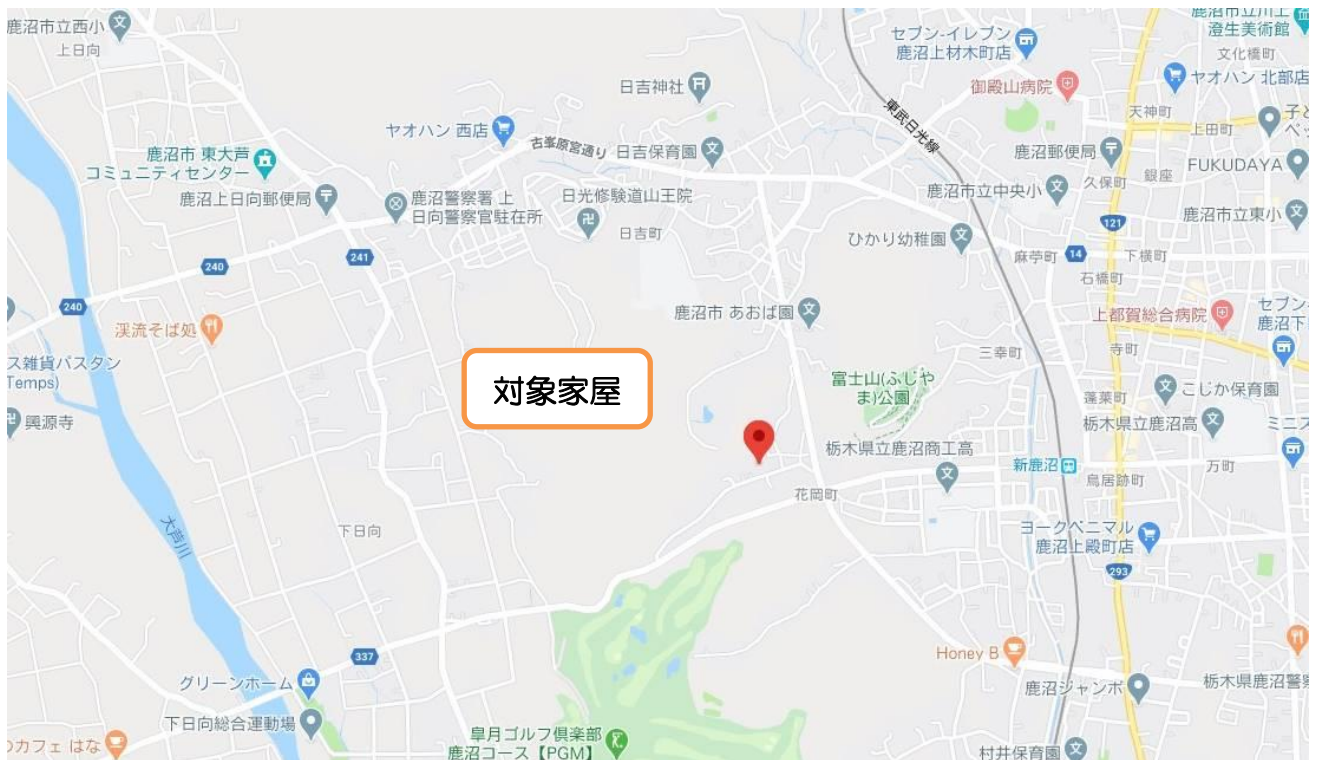 鹿沼市立西小
上日向
セブン-イレブン
鹿沼上材木町店
鹿沼市立川上
澄生美術館
文化橋町
日吉神社
御殿山病院
ヤオハン 北部店
天神町
上田町
ヤオハン 西店
古峯原宮通り
日吉保育園
東武日光線
鹿沼郵便局
銀座
FUKUDAYA
鹿沼市 東大芦
コミュニティセンター
鹿沼上日向郵便局
鹿沼警察署 上
日向警察官駐在所
日光修験道山王院
鹿沼市立中央小
久保町
鹿沼市立東小
日吉町
ひかり幼稚園
121
麻苧町
14
下横町
240
241
石橋町
240
渓流そば処
鹿沼市 あおば園
上都賀総合病院
セブン-
鹿沼下
ス雑貨パスタン
Temps)
対象家屋
三幸町
寺町
富士山(ふじや
ま)公園
こじか保育園
蓬莱町
興源寺
栃木県立鹿沼高
ミニス
栃木県立鹿沼商工高
新鹿沼
万町
鳥居跡町
花岡町
大芦川
下日向
ヨークベニマル
鹿沼上殿町店
293
337
Honey B
グリーンホーム
鹿沼ジャンボ
栃木県鹿沼警察
下日向総合運動場
皐月ゴルフ倶楽部
鹿沼コース【PGM】
のカフェ はな
村井保育園